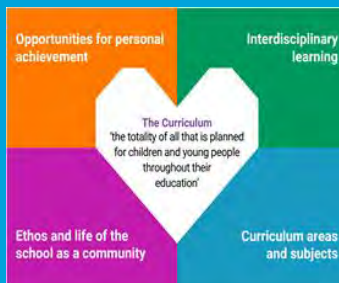 Opportunities for personal
achievement
Interdisciplinary
learning
The Curriculum
'the totality of all that is planned
for children and young people
throughout their
education'
Ethos and life of the
school as a community
Curriculum areas
and subjects